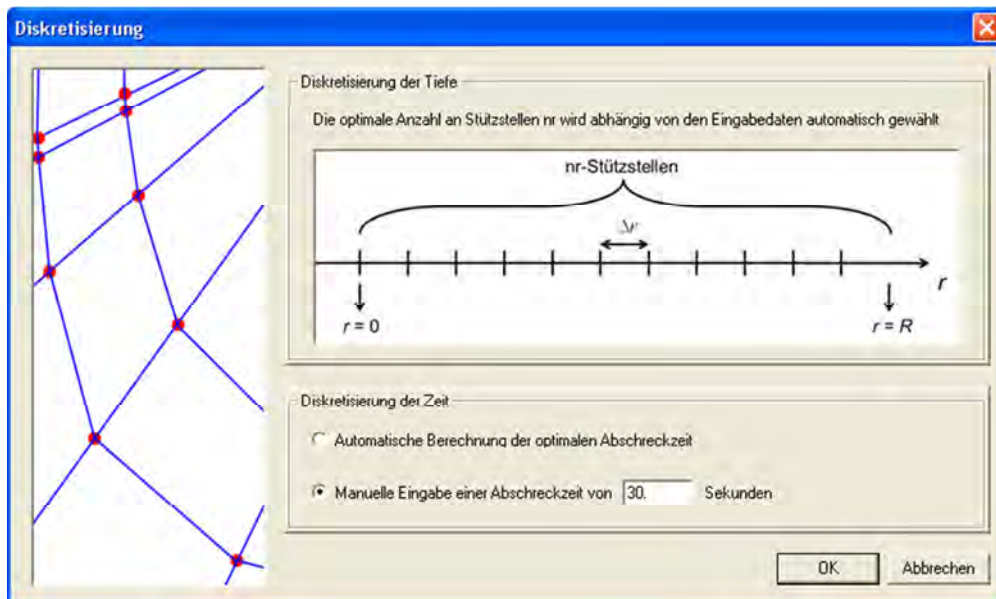 Diskretisierung
Diskretisierung der Tiefe
Die optimale Anzahl an Stützstellen nr wird abhängig von den Eingabedaten automatisch gewählt
nr-Stützstellen
Δr
r
r = 0
r = R
Diskretisierung der Zeit
Automatische Berechnung der optimalen Abschreckzeit
Manuelle Eingabe einer Abschreckzeit von 30. Sekunden
OK Abbrechen